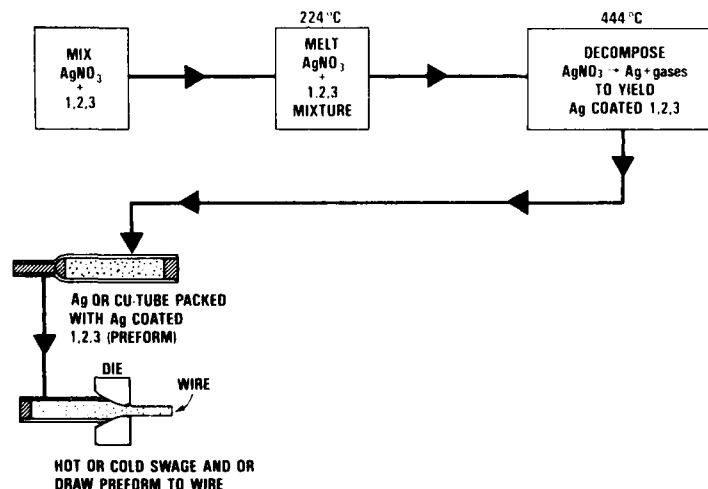 MIX
AgNO₃
+
1,2,3
224 °C
MELT
AgNO₃
+
1,2,3
MIXTURE
444 °C
DECOMPOSE
AgNO₃ → Ag + gases
TO YIELD
Ag COATED 1,2,3
Ag OR CU-TUBE PACKED
WITH Ag COATED
1,2.3 (PREFORM)
DIE
WIRE
HOT OR COLD SWAGE AND OR
DRAW PREFORM TO WIRE